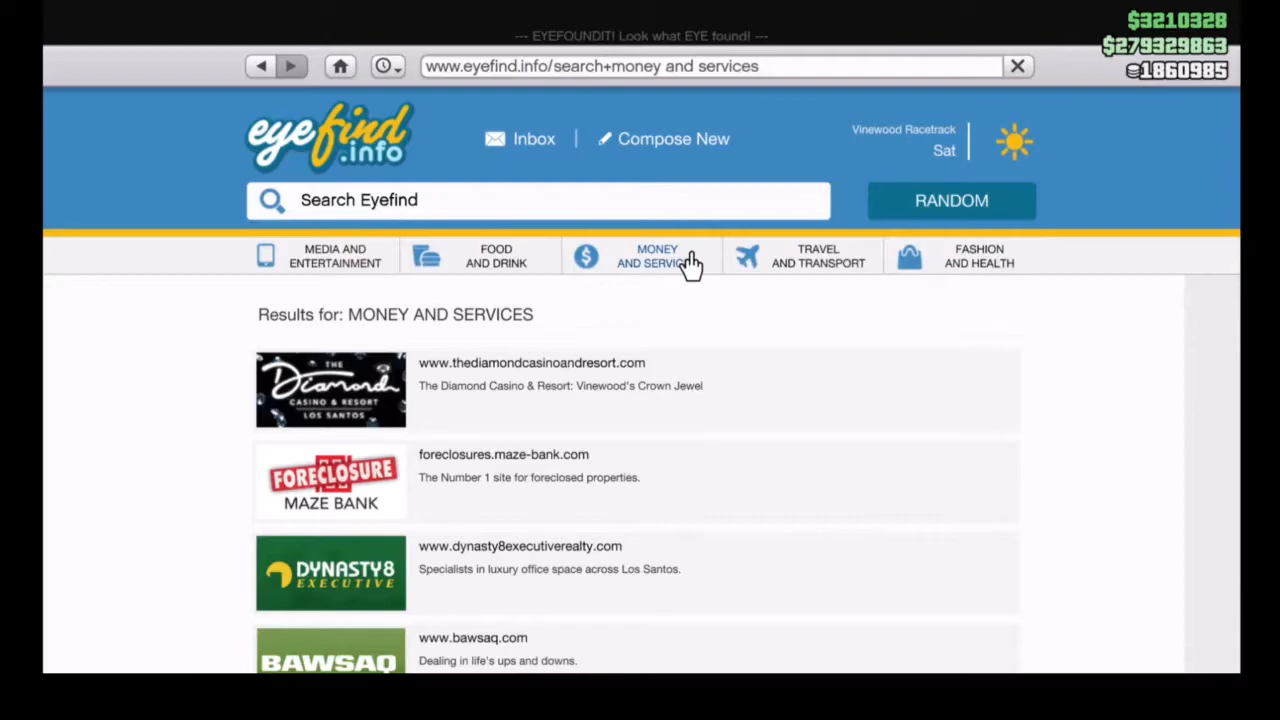 $3210328
--- EYEFOUNDIT! Look what EYE found! ---
$279329863
www.eyefind.info/search+money and services
1860985
eyefind
.info
Inbox
Compose New
Vinewood Racetrack
Sat
Search Eyefind
RANDOM
MEDIA AND
ENTERTAINMENT
FOOD
AND DRINK
MONEY
AND SERVIC
TRAVEL
AND TRANSPORT
FASHION
AND HEALTH
Results for: MONEY AND SERVICES
THE
Diamond
CASINO & RESORT
LOS SANTOS
www.thediamondcasinoandresort.com
The Diamond Casino & Resort: Vinewood's Crown Jewel
FORECLOSURE
MAZE BANK
foreclosures.maze-bank.com
The Number 1 site for foreclosed properties.
DYNASTY8
EXECUTIVE
www.dynasty8executiverealty.com
Specialists in luxury office space across Los Santos.
BAWSAQ
www.bawsaq.com
Dealing in life's ups and downs.